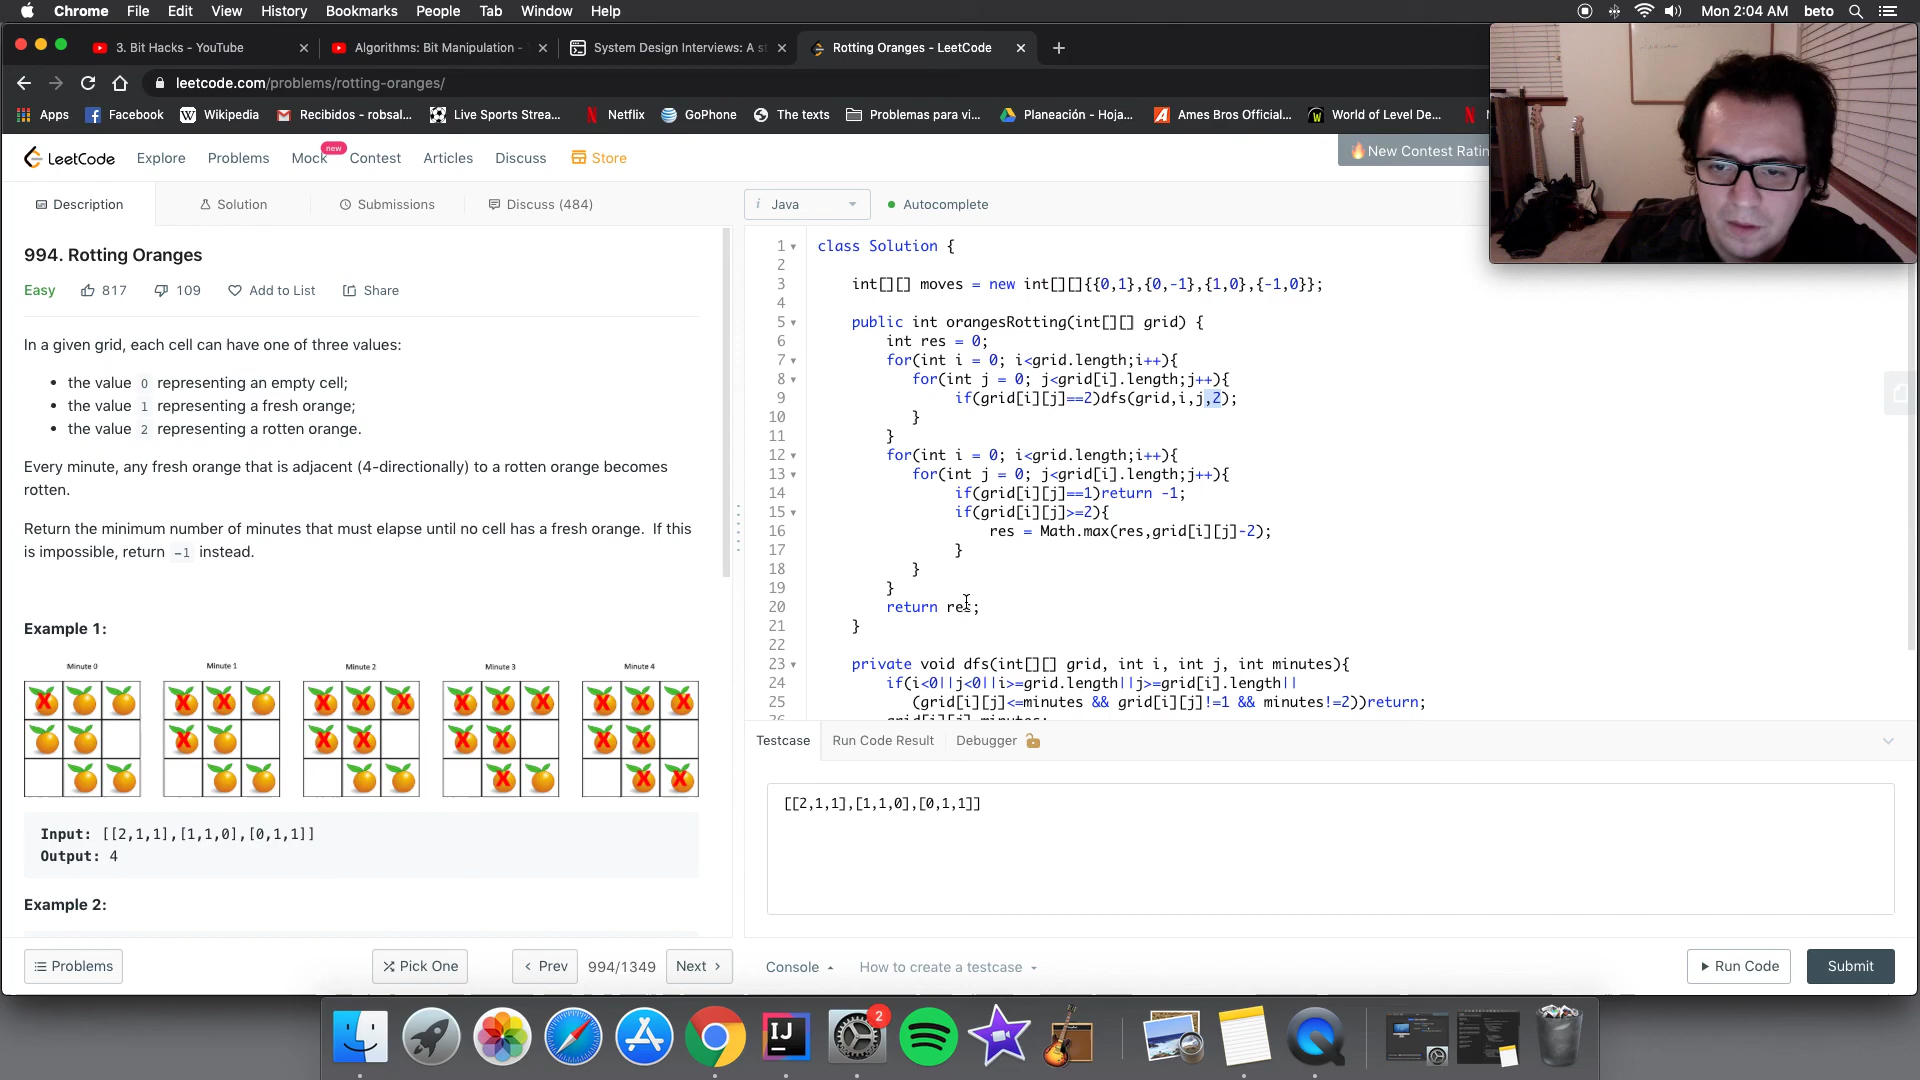 Chrome File Edit View History Bookmarks People Tab Window Help
Mon 2:04 AM beto
3. Bit Hacks - YouTube
Algorithms: Bit Manipulation -
System Design Interviews: A st
Rotting Oranges - LeetCode
leetcode.com/problems/rotting-oranges/
Apps Facebook Wikipedia Recibidos - robsal... Live Sports Strea... Netflix GoPhone The texts Problemas para vi... Planeación - Hoja... Ames Bros Official... World of Level De...
LeetCode Explore Problems Mock new Contest Articles Discuss Store
New Contest Ratin
Description Solution Submissions Discuss (484)
i Java Autocomplete
994. Rotting Oranges
Easy 817 109 Add to List Share
In a given grid, each cell can have one of three values:
• the value 0 representing an empty cell;
• the value 1 representing a fresh orange;
• the value 2 representing a rotten orange.
Every minute, any fresh orange that is adjacent (4-directionally) to a rotten orange becomes
rotten.
Return the minimum number of minutes that must elapse until no cell has a fresh orange. If this
is impossible, return -1 instead.
Example 1:
Minute 0 Minute 1 Minute 2 Minute 3 Minute 4
Input: [[2,1,1],[1,1,0],[0,1,1]]
Output: 4
Example 2:
1 class Solution {
2
3 int[][] moves = new int[][]{{0,1},{0,-1},{1,0},{-1,0}};
4
5 public int orangesRotting(int[][] grid) {
6 int res = 0;
7 for(int i = 0; i<grid.length;i++){
8 for(int j = 0; j<grid[i].length;j++){
9 if(grid[i][j]==2)dfs(grid,i,j,2);
10 }
11 }
12 for(int i = 0; i<grid.length;i++){
13 for(int j = 0; j<grid[i].length;j++){
14 if(grid[i][j]==1)return -1;
15 if(grid[i][j]>=2){
16 res = Math.max(res,grid[i][j]-2);
17 }
18 }
19 }
20 return res;
21 }
22
23 private void dfs(int[][] grid, int i, int j, int minutes){
24 if(i<0||j<0||i>=grid.length||j>=grid[i].length||
25 (grid[i][j]<=minutes && grid[i][j]!=1 && minutes!=2))return;
Testcase Run Code Result Debugger
[[2,1,1],[1,1,0],[0,1,1]]
Problems Pick One Prev 994/1349 Next
Console How to create a testcase Run Code Submit
IJ
2